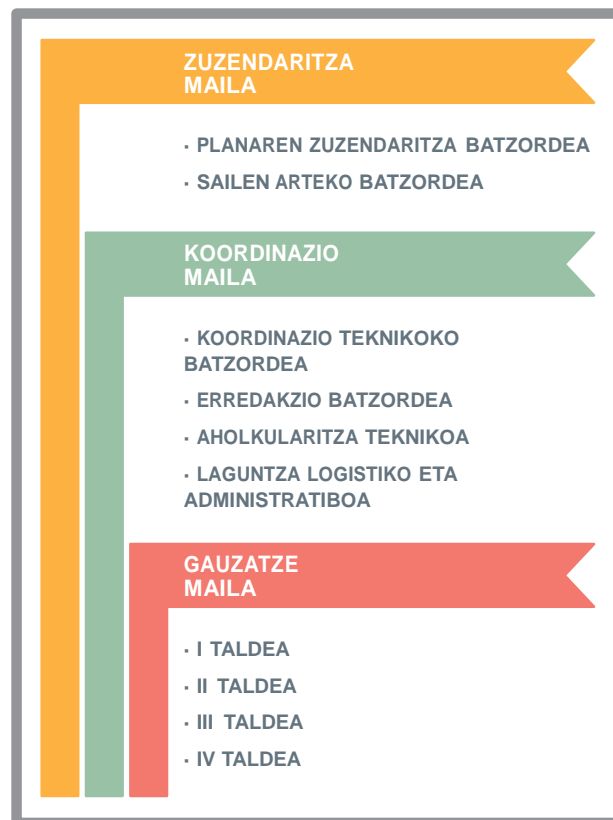 ZUZENDARITZA
MAILA
· PLANAREN ZUZENDARITZA BATZORDEA
· SAILEN ARTEKO BATZORDEA
KOORDINAZIO
MAILA
· KOORDINAZIO TEKNIKOKO
BATZORDEA
· ERREDAKZIO BATZORDEA
· AHOLKULARITZA TEKNIKOA
· LAGUNTZA LOGISTIKO ETA
ADMINISTRATIBOA
GAUZATZE
MAILA
· I TALDEA
· II TALDEA
· III TALDEA
· IV TALDEA